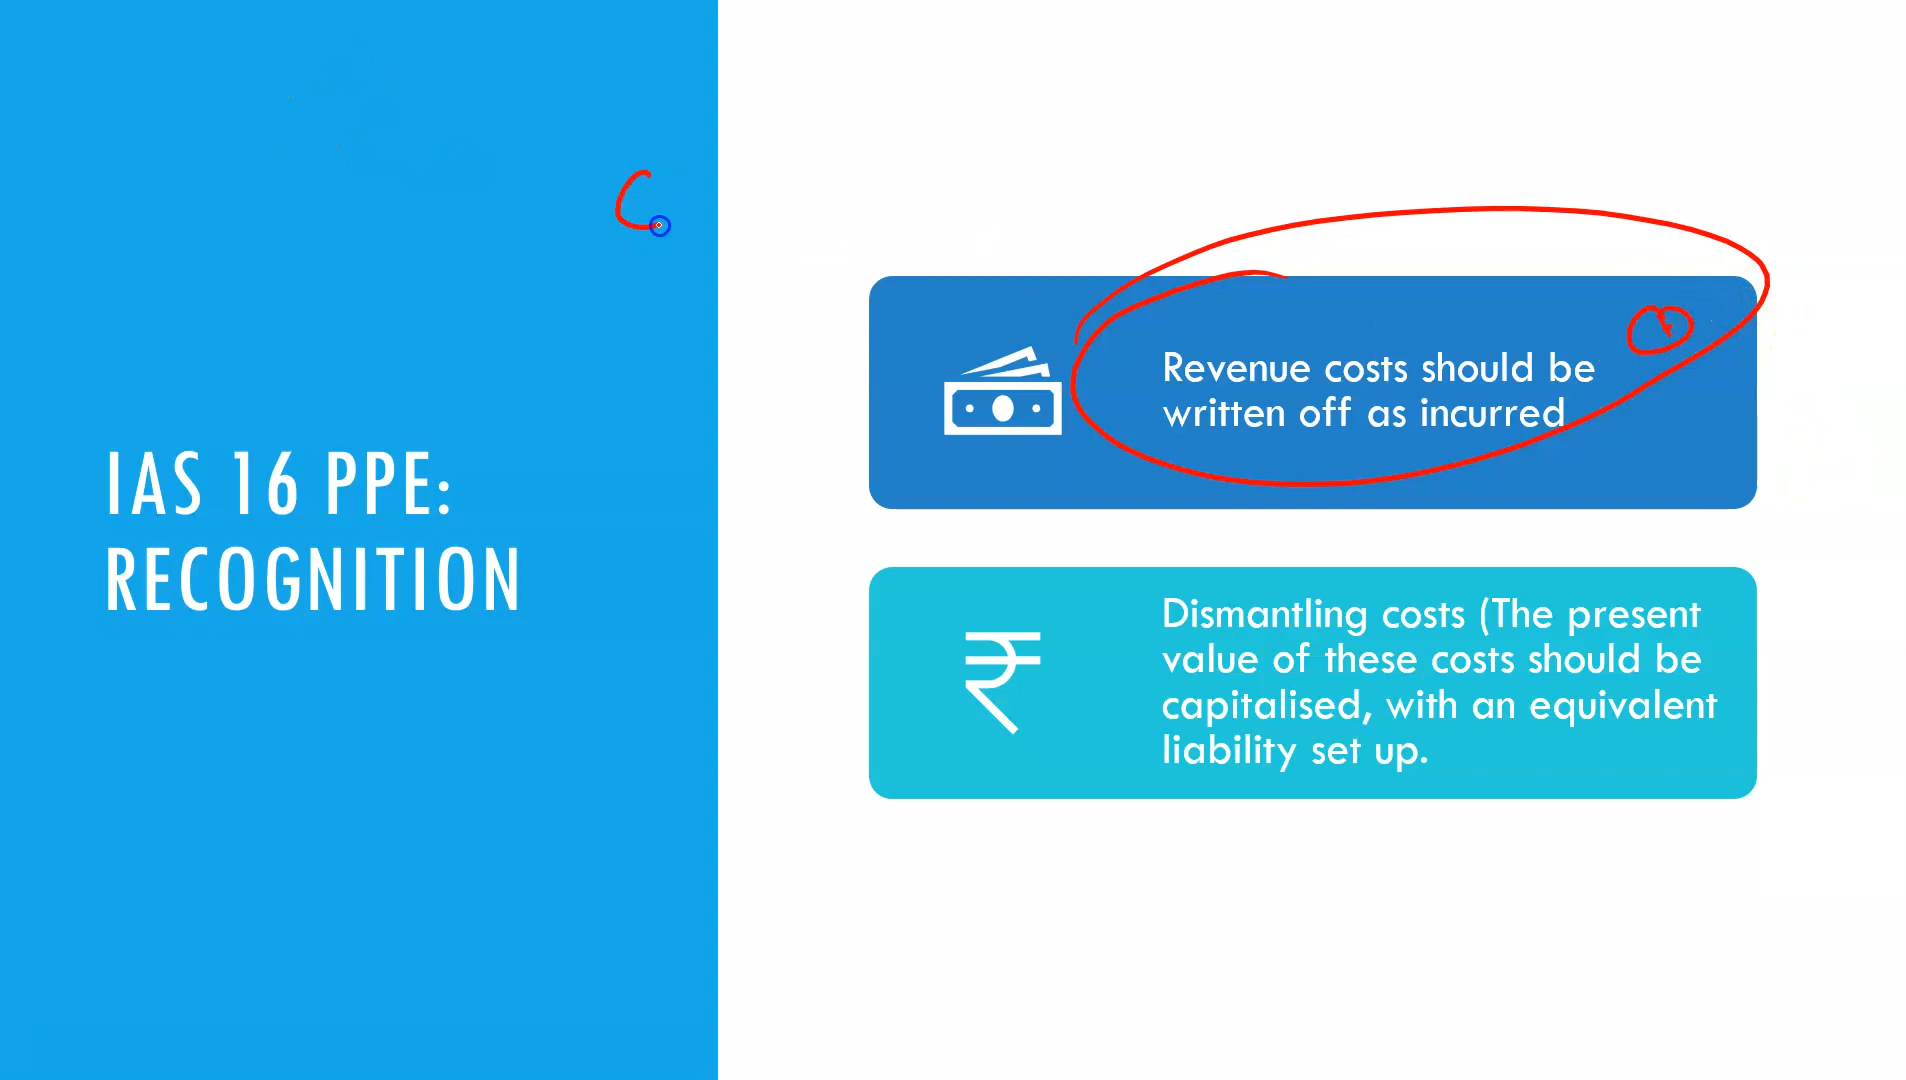 IAS 16 PPE:
RECOGNITION
Revenue costs should be
written off as incurred
Dismantling costs (The present
value of these costs should be
capitalised, with an equivalent
liability set up.